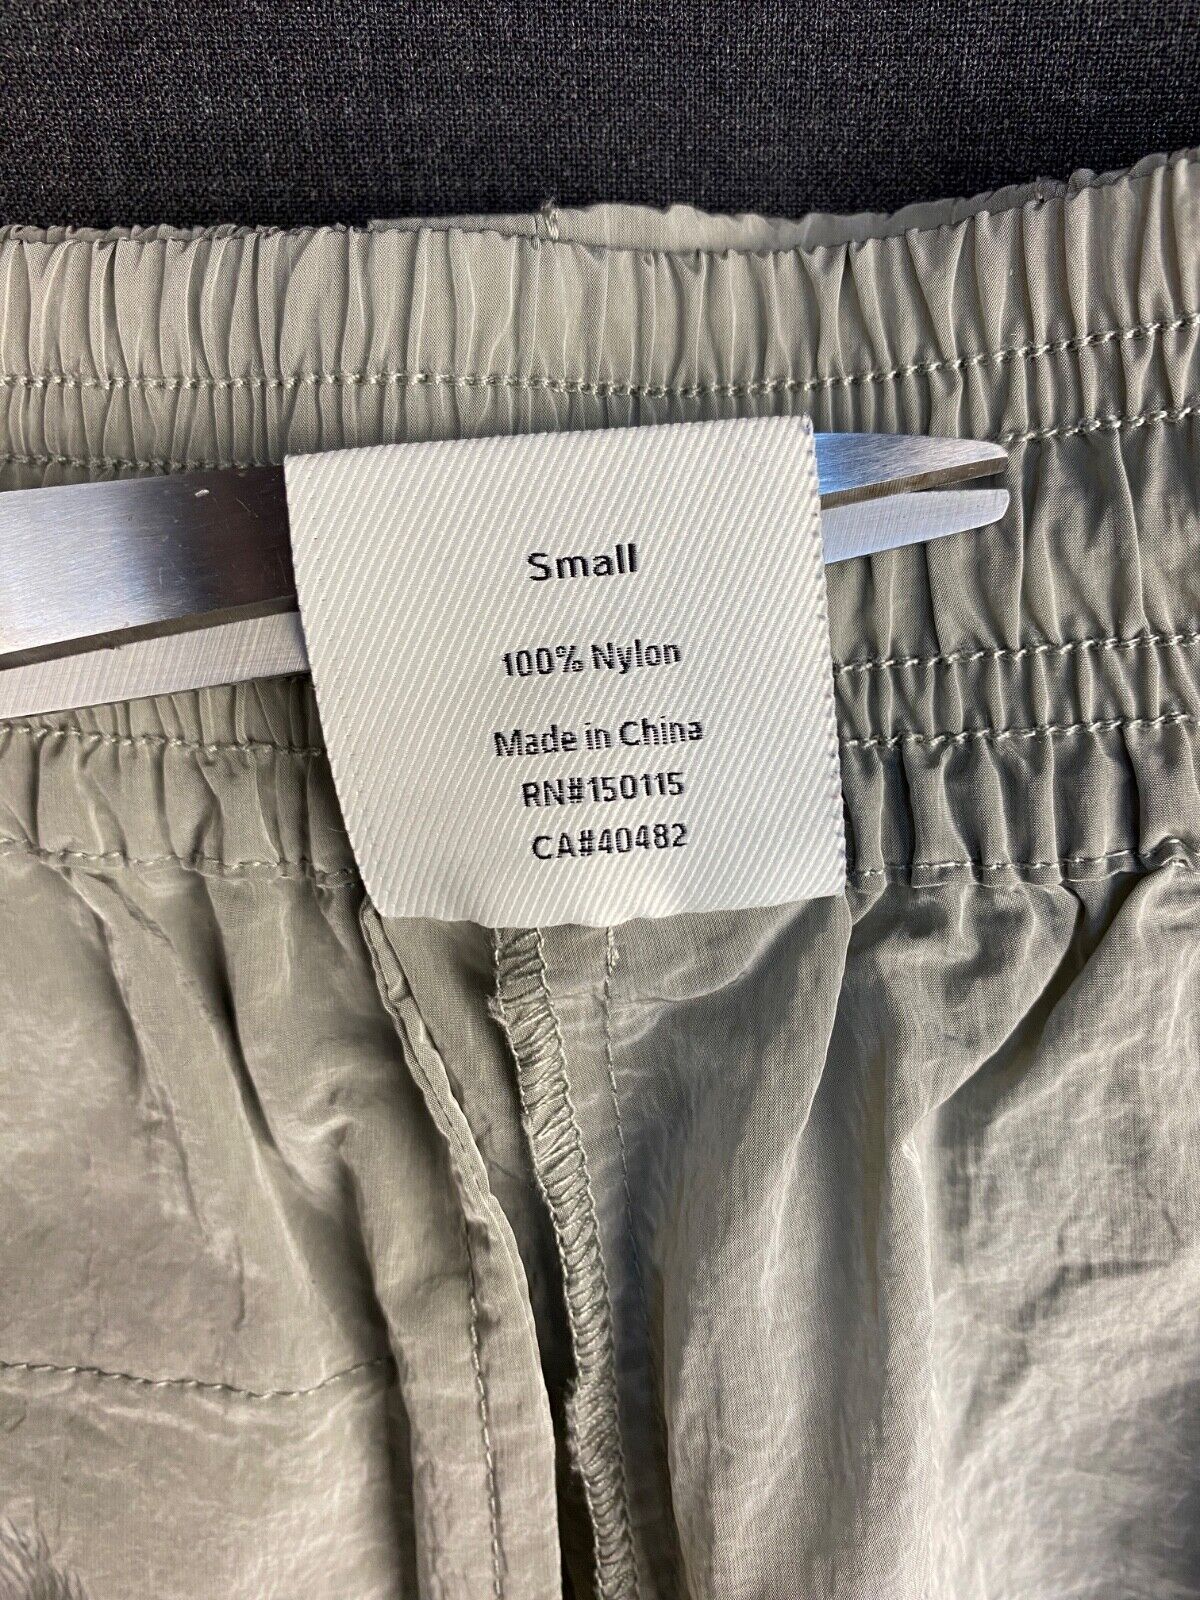 Small
100% Nylon
Made in China
RN#150115
CA#40482